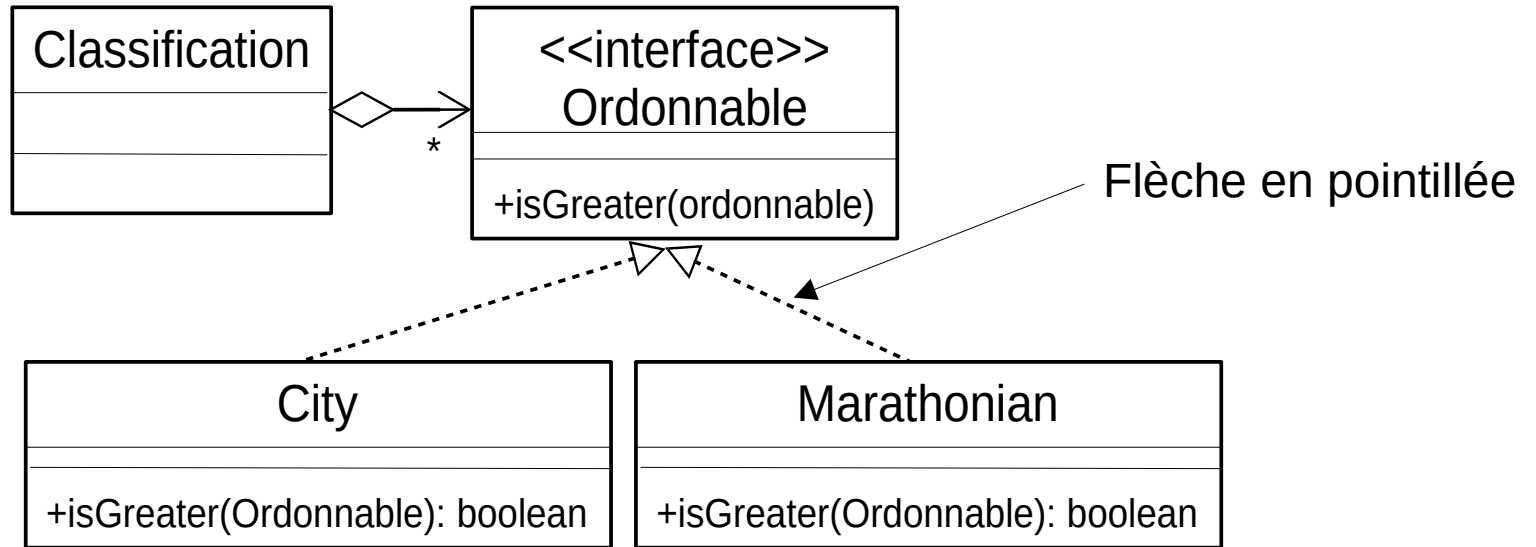 Classification
<<interface>>
Ordonnable
*
+isGreater(ordonnable)
Flèche en pointillée
City
+isGreater(Ordonnable): boolean
Marathonian
+isGreater(Ordonnable): boolean